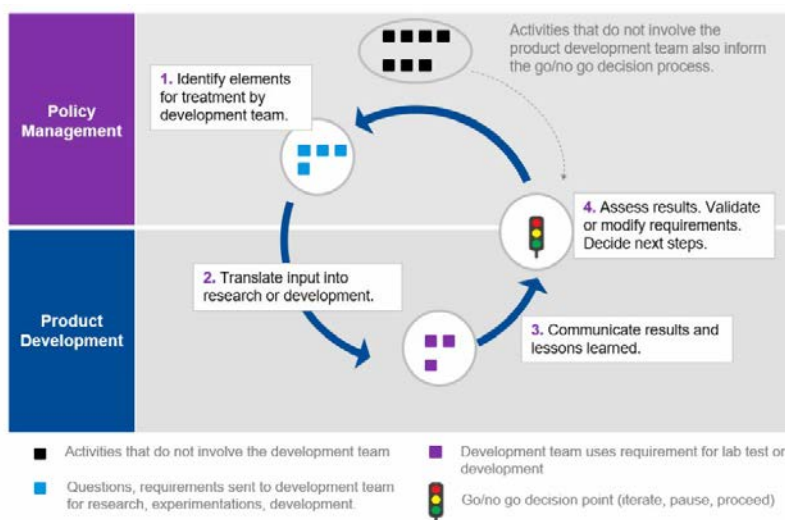 Activities that do not involve the
product development team also inform
the go/no go decision process.
1. Identify elements
for treatment by
development team.
Policy
Management
4. Assess results. Validate
or modify requirements.
Decide next steps.
2. Translate input into
research or development.
Product
Development
3. Communicate results and
lessons learned.
Activities that do not involve the development team
Questions, requirements sent to development team
for research, experimentations, development.
Development team uses requirement for lab test or
development
Go/no go decision point (iterate, pause, proceed)